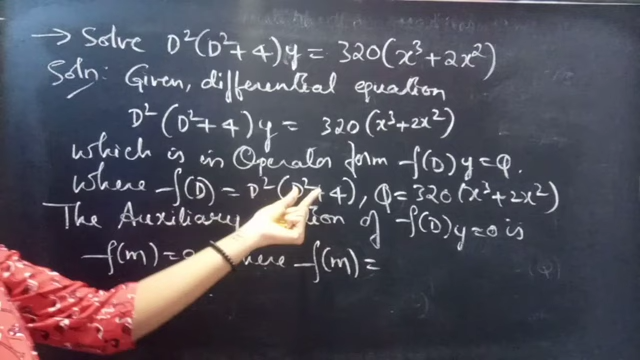 → Solve D²(D²+4)y = 320(x³+2x²)
Soln: Given, differential equation
D²(D²+4)y = 320(x³+2x²)
which is in Operator form f(D)y=Q.
where f(D) = D²(D²+4), Q=320(x³+2x²)
The Auxiliary of f(D)y=0 is
f(m)= f(m)=